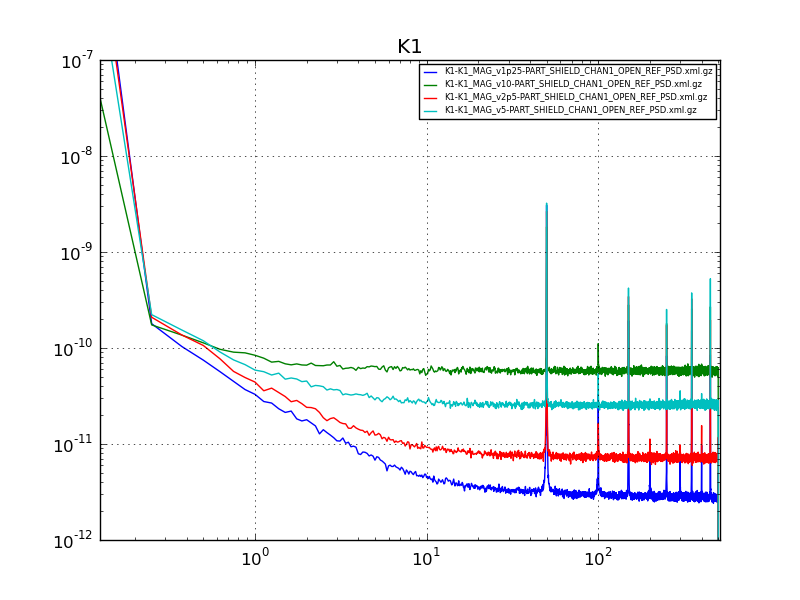 K1
K1-K1_MAG_v1p25-PART_SHIELD_CHAN1_OPEN_REF_PSD.xml.gz
K1-K1_MAG_v10-PART_SHIELD_CHAN1_OPEN_REF_PSD.xml.gz
K1-K1_MAG_v2p5-PART_SHIELD_CHAN1_OPEN_REF_PSD.xml.gz
K1-K1_MAG_v5-PART_SHIELD_CHAN1_OPEN_REF_PSD.xml.gz
10^-7
10^-8
10^-9
10^-10
10^-11
10^-12
10^0 10^1 10^2